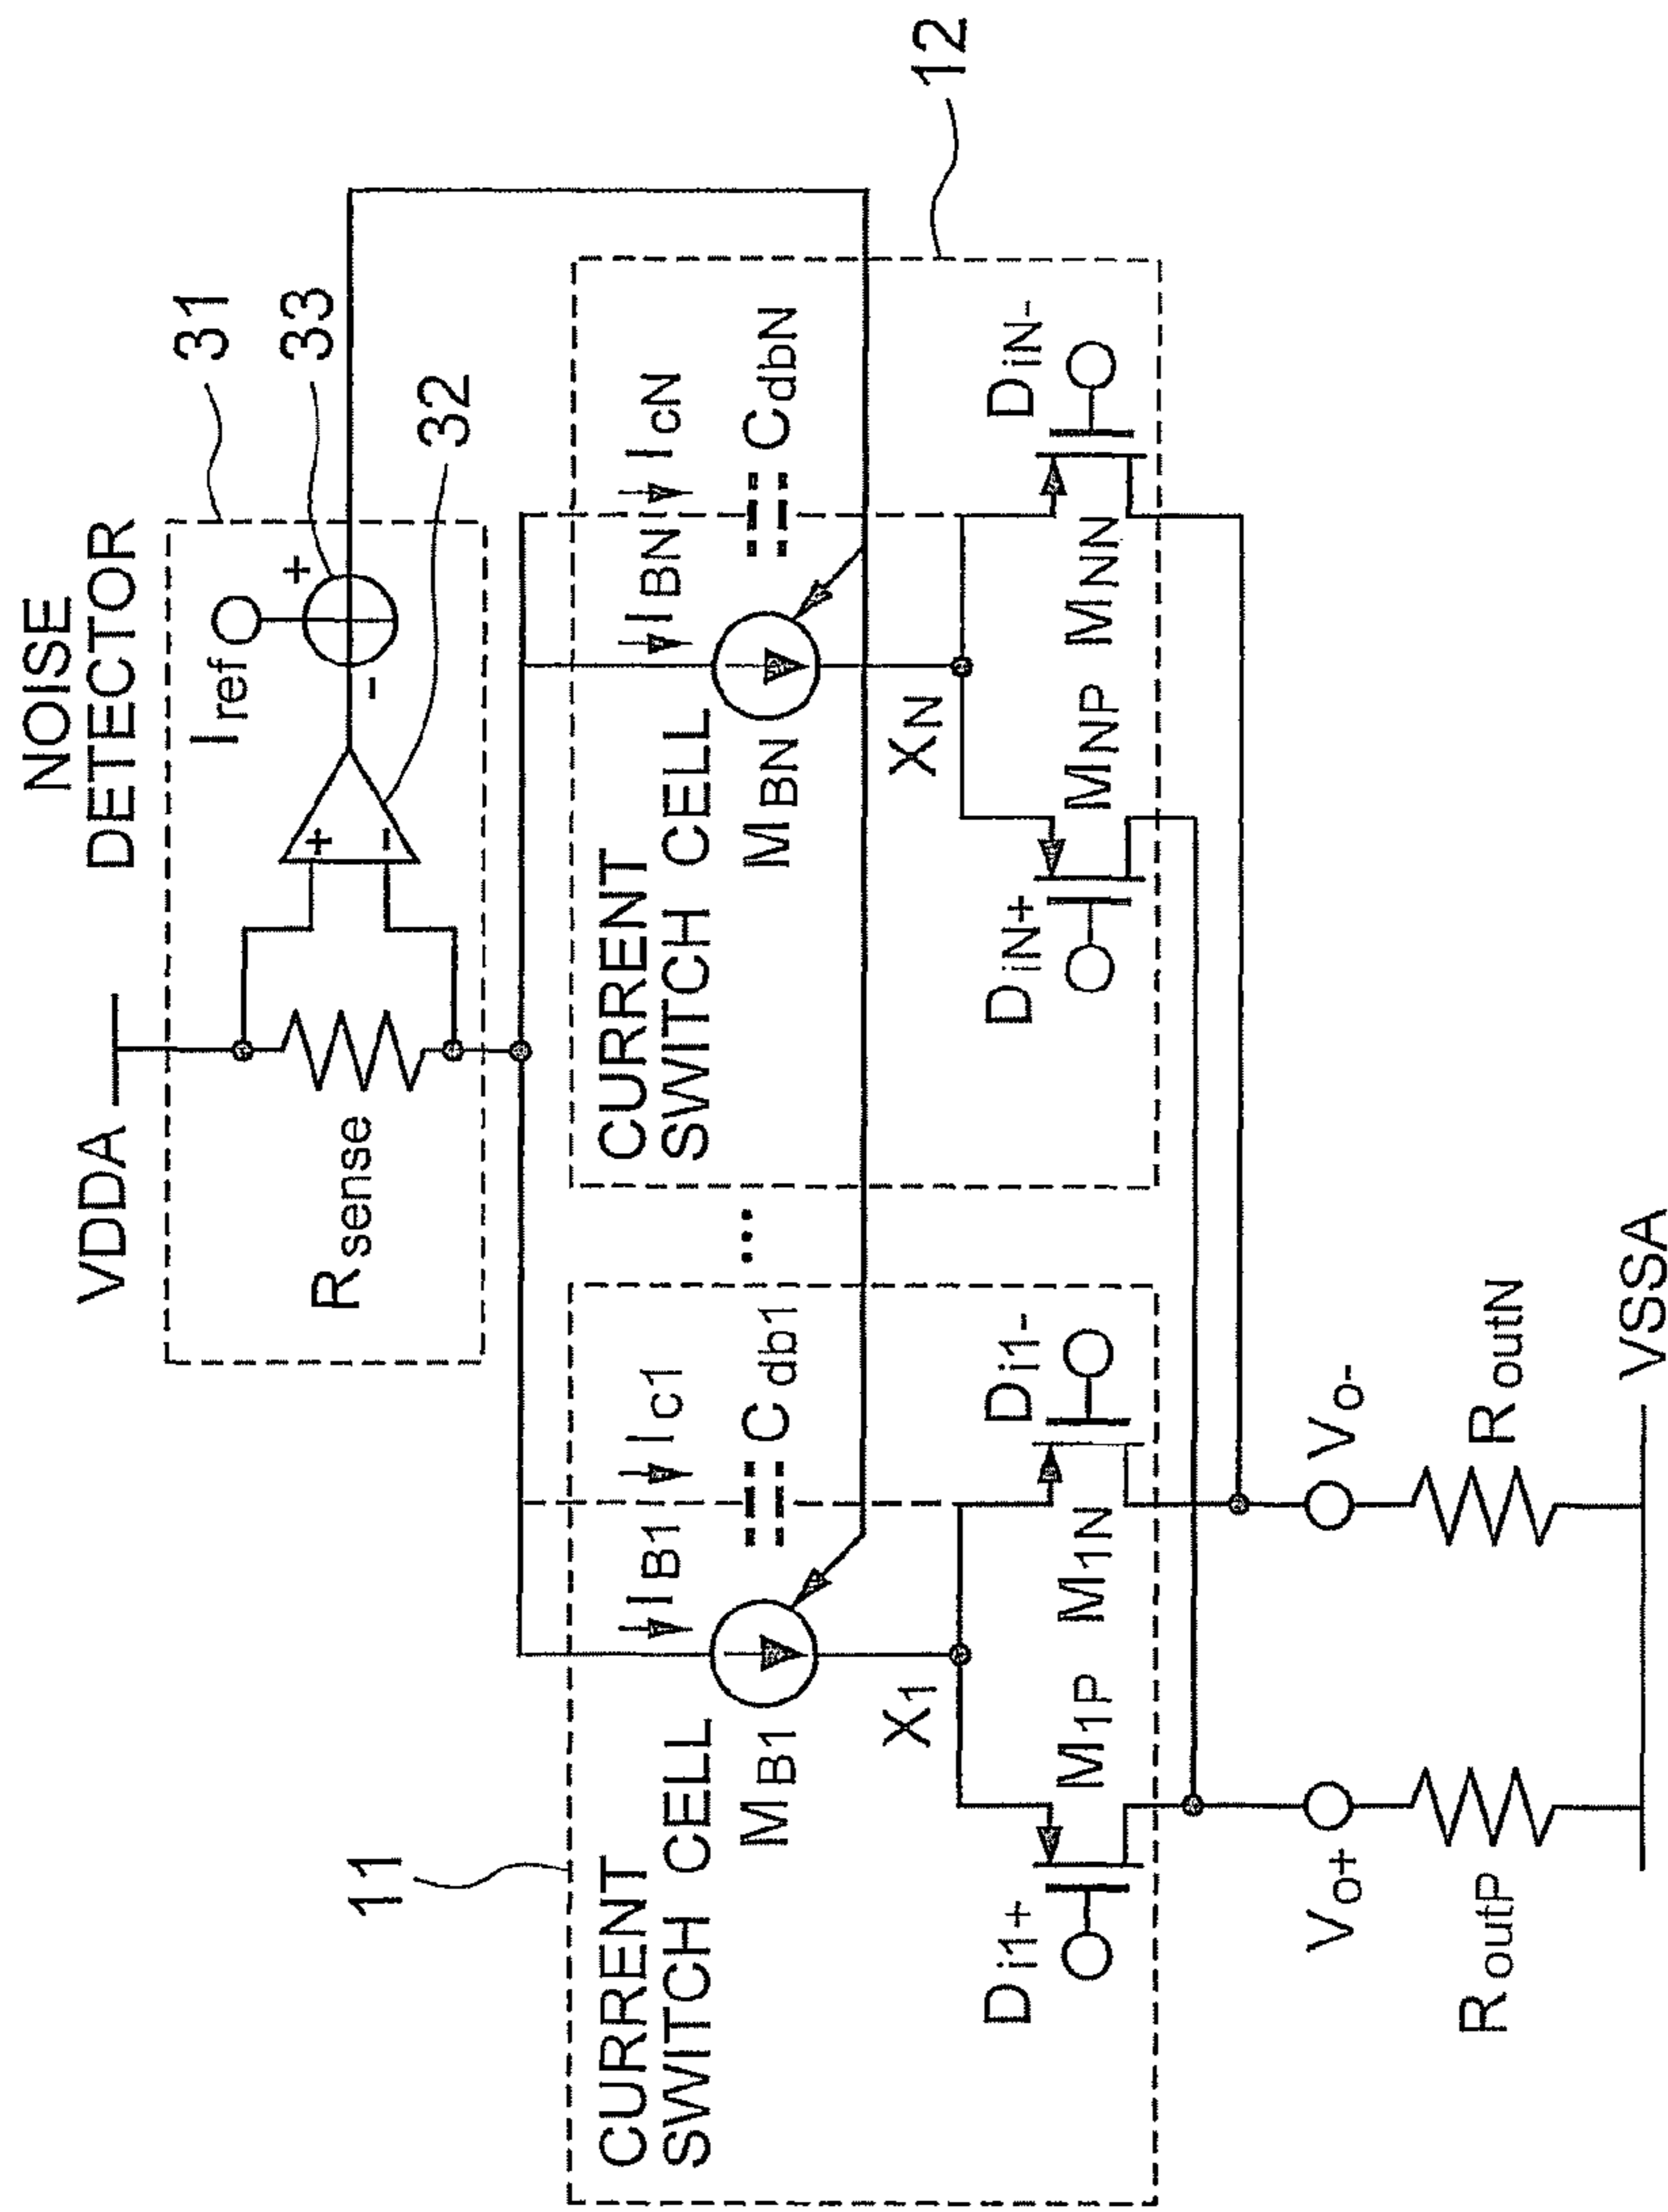 NOISE
DETECTOR
31
33
32
12
11
VDDA
Rsense
Iref
+
-
+
-
CURRENT
SWITCH CELL
IB1
Ic1
Cdb1
MB1
X1
M1P
M1N
Di1+
Di1-
...
CURRENT
SWITCH CELL
IBN
IcN
CdbN
MBN
XN
MNP
MNN
DiN+
DiN-
Vo+
Vo-
RoutP
RoutN
VSSA